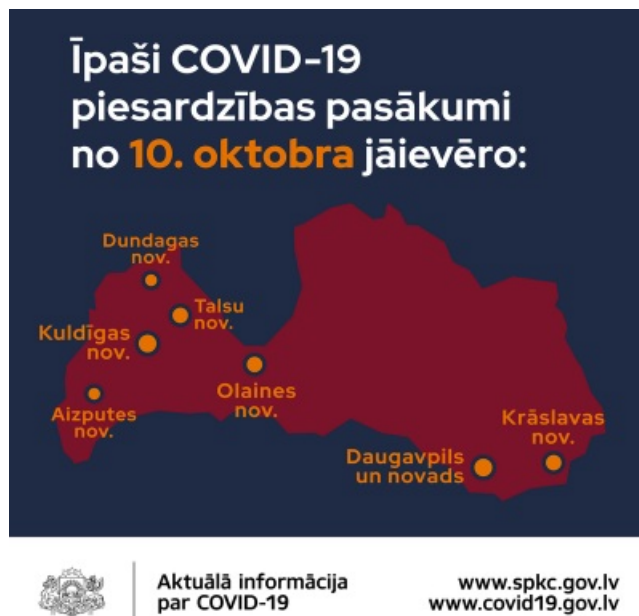 Īpaši COVID-19
piesardzības pasākumi
no 10. oktobra jāievēro:
Dundagas
nov.
Talsu
nov.
Kuldīgas
nov.
Olaines
nov.
Aizputes
nov.
Krāslavas
nov.
Daugavpils
un novads
Aktuālā informācija
par COVID-19
www.spkc.gov.lv
www.covid19.gov.lv